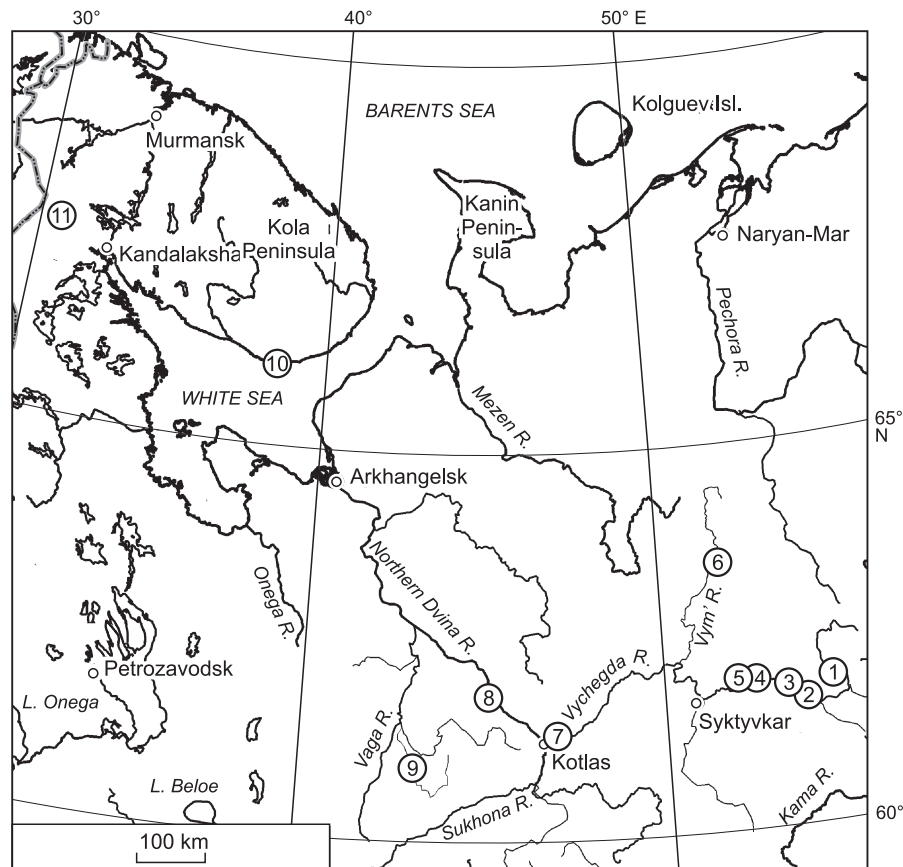 30°
40°
50° E
BARENTS SEA
Kolguev Isl.
Murmansk
Kola
Peninsula
Kanin
Penin-
sula
11
Kandalaksha
Naryan-Mar
Pechora R.
10
WHITE SEA
Mezen R.
65°
N
Arkhangelsk
Northern Dvina R.
Onega R.
6
Vym' R.
Petrozavodsk
L. Onega
Vychegda R.
5
4
3
2
1
8
Syktyvkar
7
Kotlas
Vaga R.
9
L. Beloe
Sukhona R.
Kama R.
60°
100 km